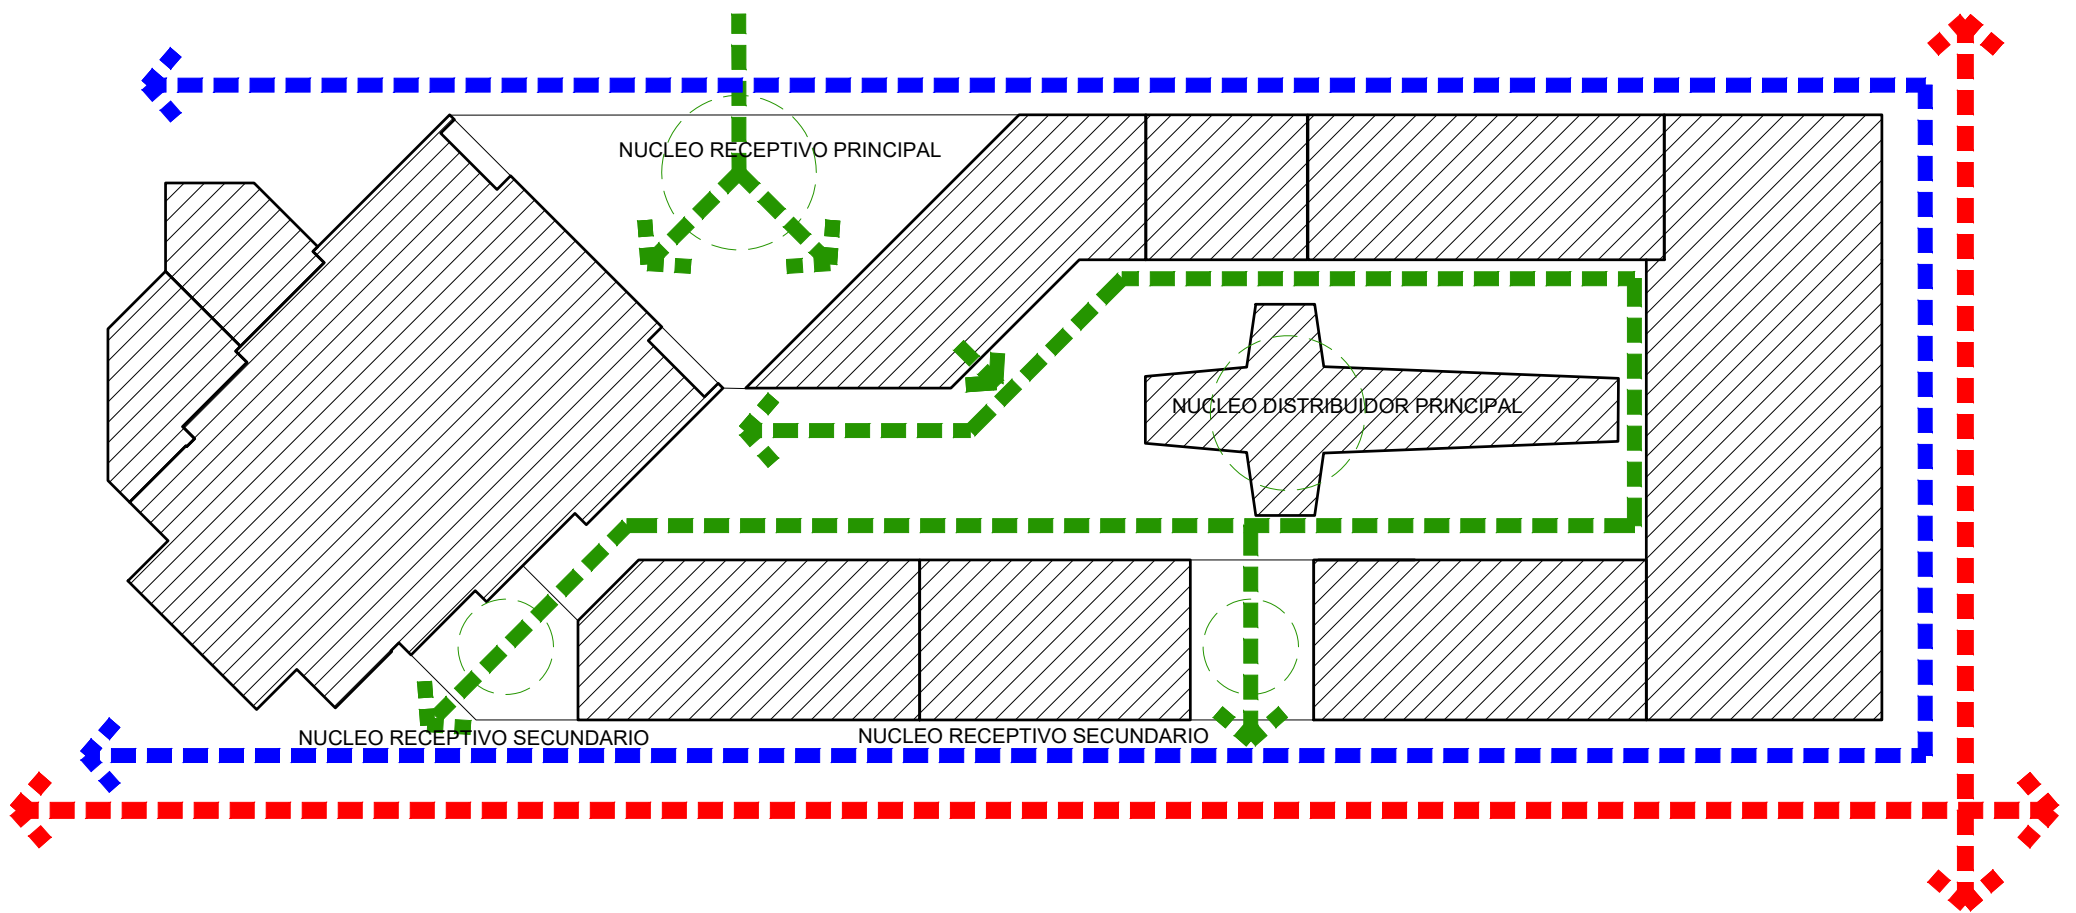 NUCLEO RECEPTIVO PRINCIPAL
NUCLEO DISTRIBUIDOR PRINCIPAL
NUCLEO RECEPTIVO SECUNDARIO
NUCLEO RECEPTIVO SECUNDARIO